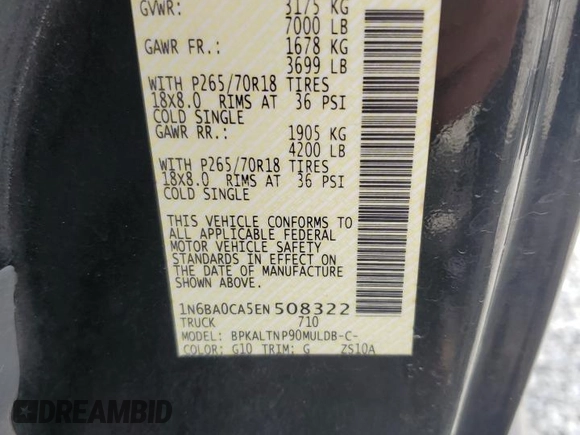 GVWR: 3175 KG
7000 LB
GAWR FR.: 1678 KG
3699 LB
WITH P265/70R18 TIRES
18X8.0 RIMS AT 36 PSI
COLD SINGLE
GAWR RR.: 1905 KG
4200 LB
WITH P265/70R18 TIRES
18X8.0 RIMS AT 36 PSI
COLD SINGLE
THIS VEHICLE CONFORMS TO
ALL APPLICABLE FEDERAL
MOTOR VEHICLE SAFETY
STANDARDS IN EFFECT ON
THE DATE OF MANUFACTURE
SHOWN ABOVE.
1N6BA0CA5EN508322
TRUCK 710
MODEL: BPKALTNP90MULDB-C-
COLOR: G10 TRIM: G ZS10A
DREAMBID